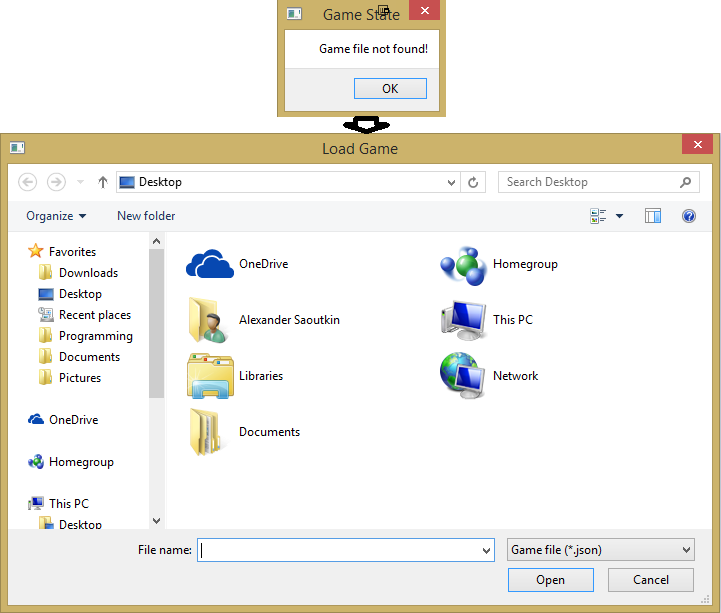 Game State
Game file not found!
OK
Load Game
Desktop
Search Desktop
Organize
New folder
Favorites
Downloads
Desktop
Recent places
Programming
Documents
Pictures
OneDrive
Homegroup
This PC
Desktop
OneDrive
Homegroup
Alexander Saoutkin
This PC
Libraries
Network
Documents
File name:
Game file (*.json)
Open
Cancel